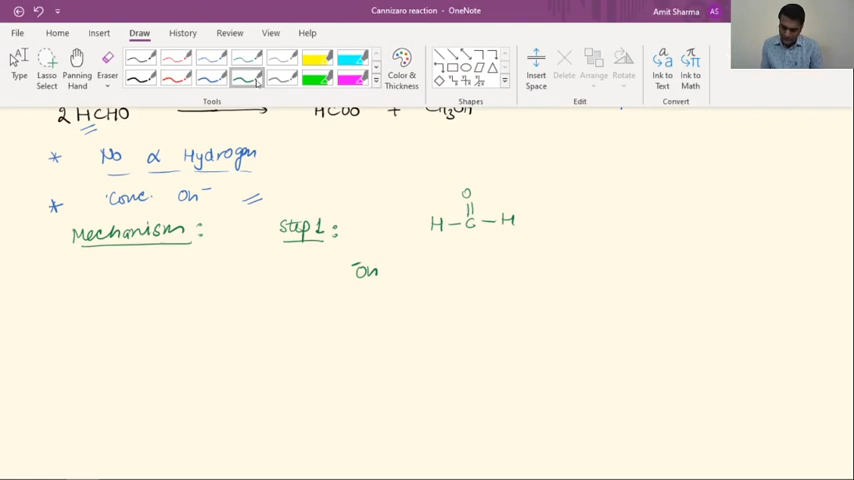 Cannizaro reaction - OneNote
Amit Sharma AS
File Home Insert Draw History Review View Help
Type Lasso Select Panning Hand Eraser Color & Thickness Insert Space Delete Arrange Rotate Ink to Text Ink to Math
Tools Shapes Edit Convert
2 HCHO → HCOO + CH3OH
* No α Hydrogen
* Conc. OH⁻
Mechanism : Step 1 :
O
H - C - H
⁻OH